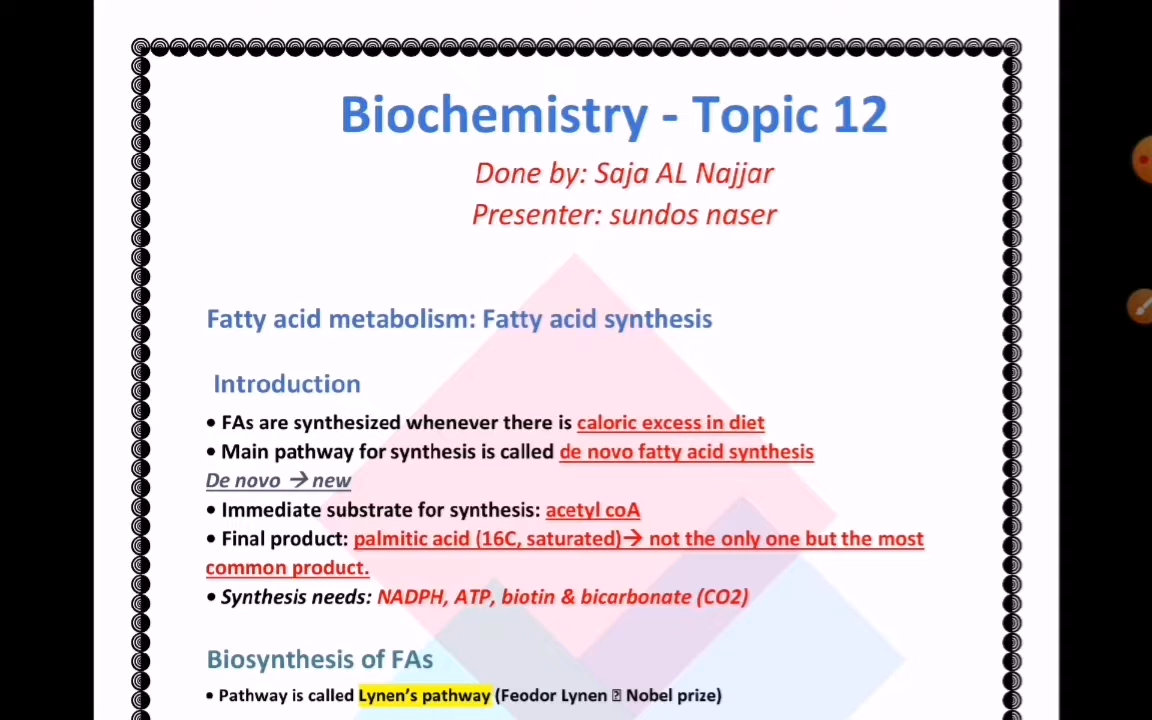 Biochemistry - Topic 12
Done by: Saja AL Najjar
Presenter: sundos naser
Fatty acid metabolism: Fatty acid synthesis
Introduction
• FAs are synthesized whenever there is caloric excess in diet
• Main pathway for synthesis is called de novo fatty acid synthesis
De novo → new
• Immediate substrate for synthesis: acetyl coA
• Final product: palmitic acid (16C, saturated)→ not the only one but the most
common product.
• Synthesis needs: NADPH, ATP, biotin & bicarbonate (CO2)
Biosynthesis of FAs
• Pathway is called Lynen’s pathway (Feodor Lynen ⍰ Nobel prize)